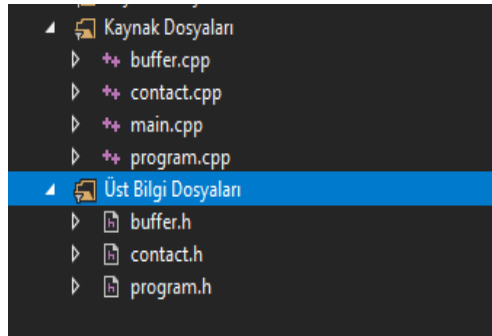 Kaynak Dosyaları
buffer.cpp
contact.cpp
main.cpp
program.cpp
Üst Bilgi Dosyaları
buffer.h
contact.h
program.h